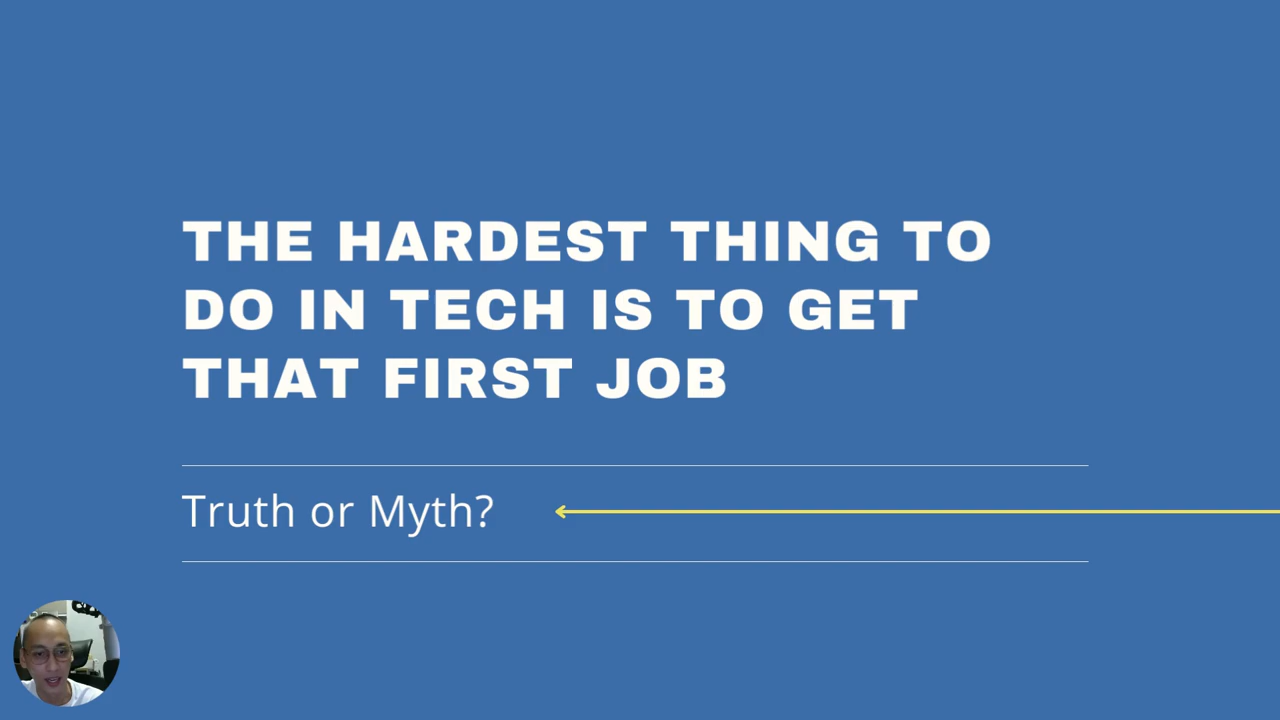 THE HARDEST THING TO
DO IN TECH IS TO GET
THAT FIRST JOB
Truth or Myth?